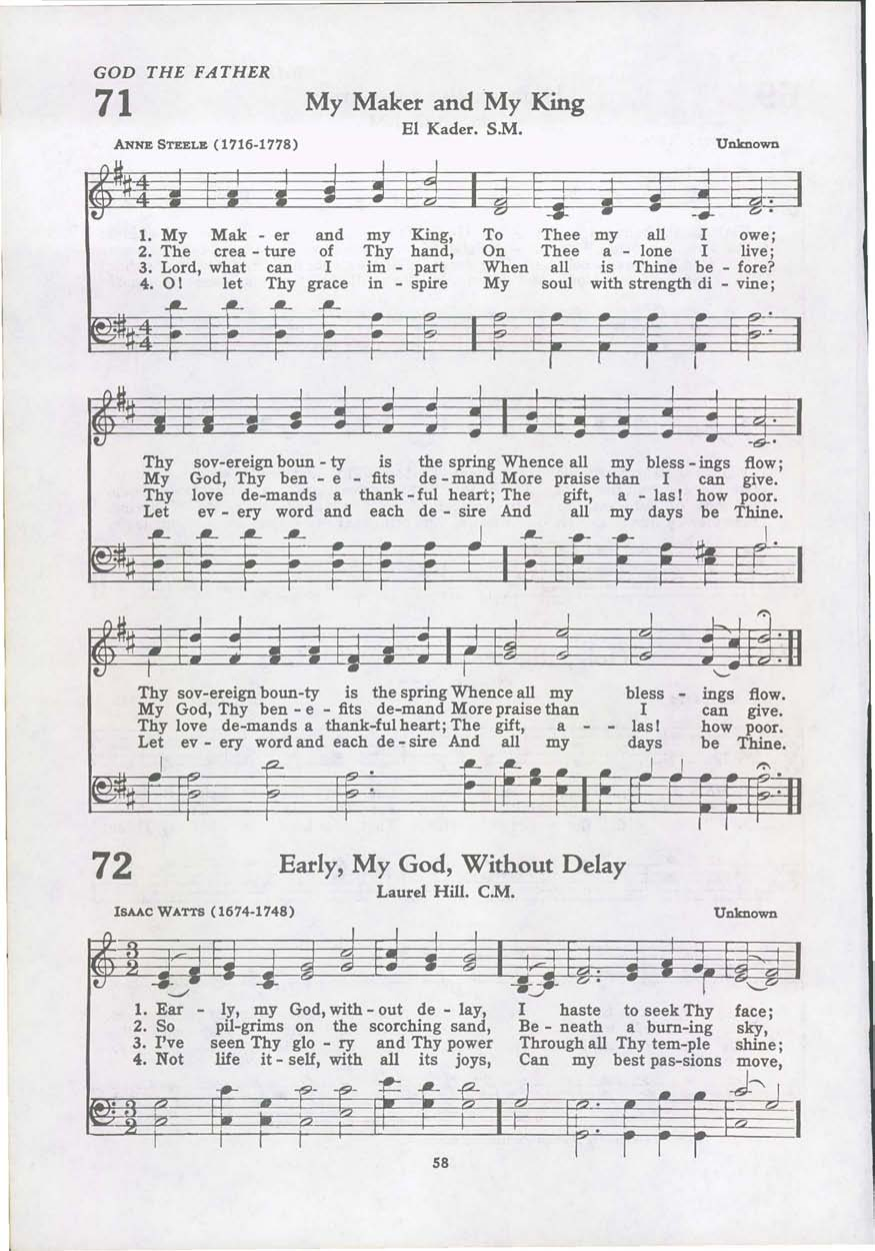 GOD THE FATHER
71 My Maker and My King
El Kader. S.M.
ANNE STEELE (1716-1778) Unknown
1. My Mak - er and my King, To Thee my all I owe;
2. The crea - ture of Thy hand, On Thee a - lone I live;
3. Lord, what can I im - part When all is Thine be - fore?
4. O! let Thy grace in - spire My soul with strength di - vine;
Thy sov-ereign boun - ty is the spring Whence all my bless - ings flow;
My God, Thy ben - e - fits de - mand More praise than I can give.
Thy love de-mands a thank - ful heart; The gift, a - las! how poor.
Let ev - ery word and each de - sire And all my days be Thine.
Thy sov-ereign boun-ty is the spring Whence all my bless - ings flow.
My God, Thy ben - e - fits de-mand More praise than I can give.
Thy love de-mands a thank-ful heart; The gift, a - - las! how poor.
Let ev - ery word and each de - sire And all my days be Thine.
72 Early, My God, Without Delay
Laurel Hill. C.M.
ISAAC WATTS (1674-1748) Unknown
1. Ear - ly, my God, with - out de - lay, I haste to seek Thy face;
2. So pil-grims on the scorching sand, Be - neath a burn-ing sky,
3. I've seen Thy glo - ry and Thy power Through all Thy tem-ple shine;
4. Not life it - self, with all its joys, Can my best pas-sions move,
58